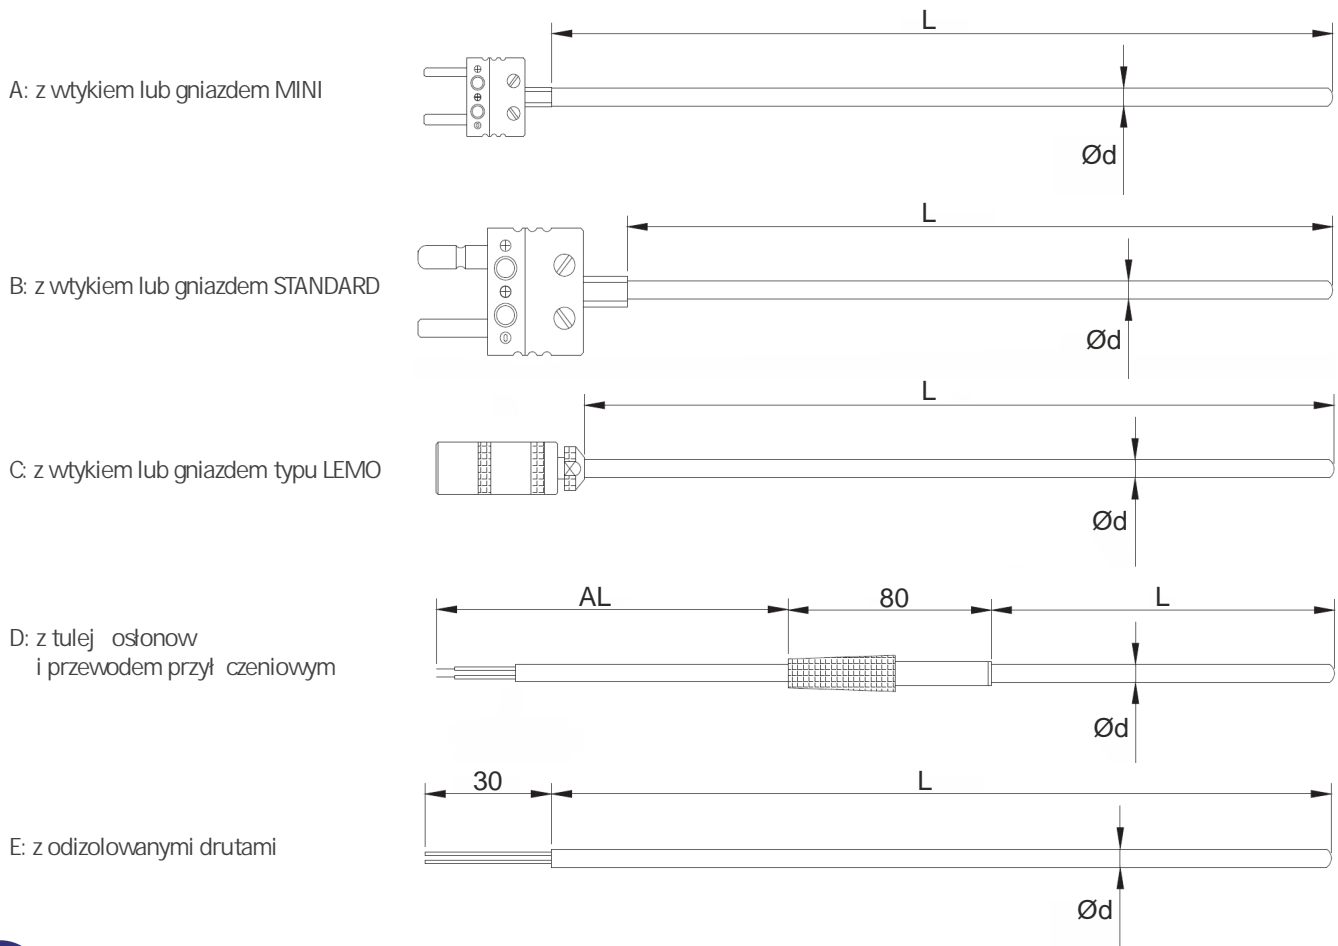 L
A: z wtykiem lub gniazdem MINI
Ød
L
B: z wtykiem lub gniazdem STANDARD
Ød
L
C: z wtykiem lub gniazdem typu LEMO
Ød
AL 80 L
D: z tulej osłonow
i przewodem przył czeniowym
Ød
30 L
E: z odizolowanymi drutami
Ød